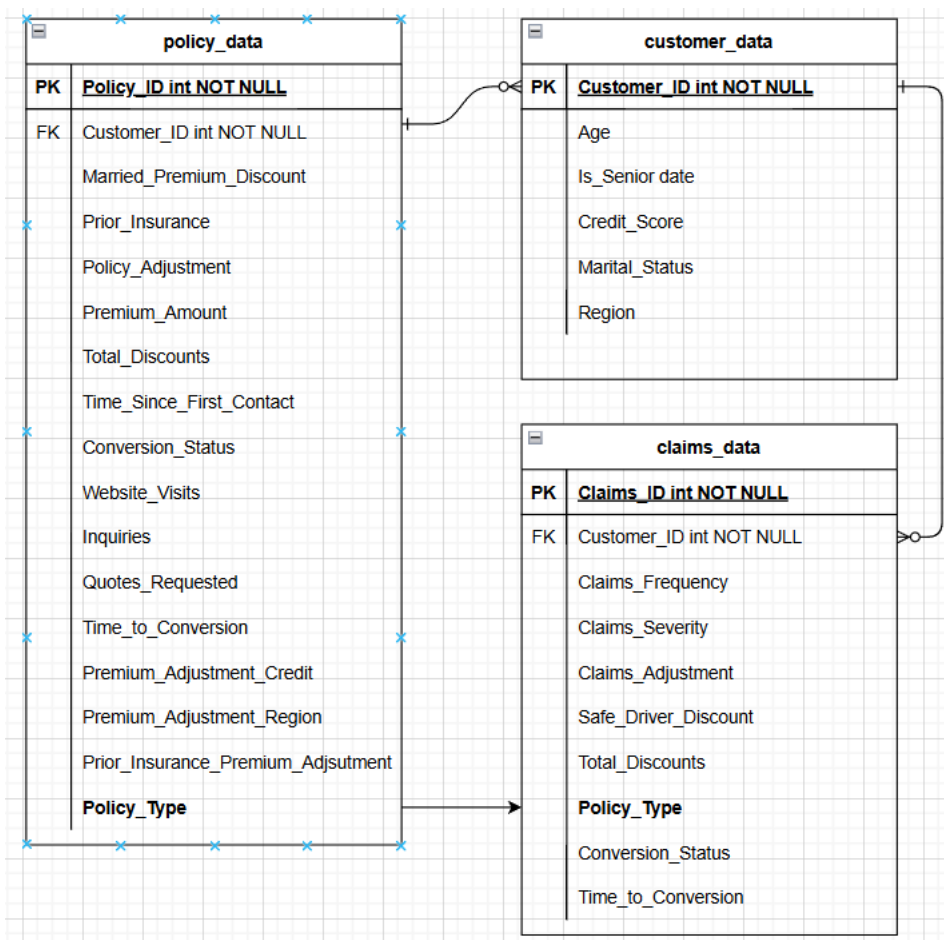 policy_data
PK Policy_ID int NOT NULL
FK Customer_ID int NOT NULL
Married_Premium_Discount
Prior_Insurance
Policy_Adjustment
Premium_Amount
Total_Discounts
Time_Since_First_Contact
Conversion_Status
Website_Visits
Inquiries
Quotes_Requested
Time_to_Conversion
Premium_Adjustment_Credit
Premium_Adjustment_Region
Prior_Insurance_Premium_Adjsutment
Policy_Type
customer_data
PK Customer_ID int NOT NULL
Age
Is_Senior date
Credit_Score
Marital_Status
Region
claims_data
PK Claims_ID int NOT NULL
FK Customer_ID int NOT NULL
Claims_Frequency
Claims_Severity
Claims_Adjustment
Safe_Driver_Discount
Total_Discounts
Policy_Type
Conversion_Status
Time_to_Conversion